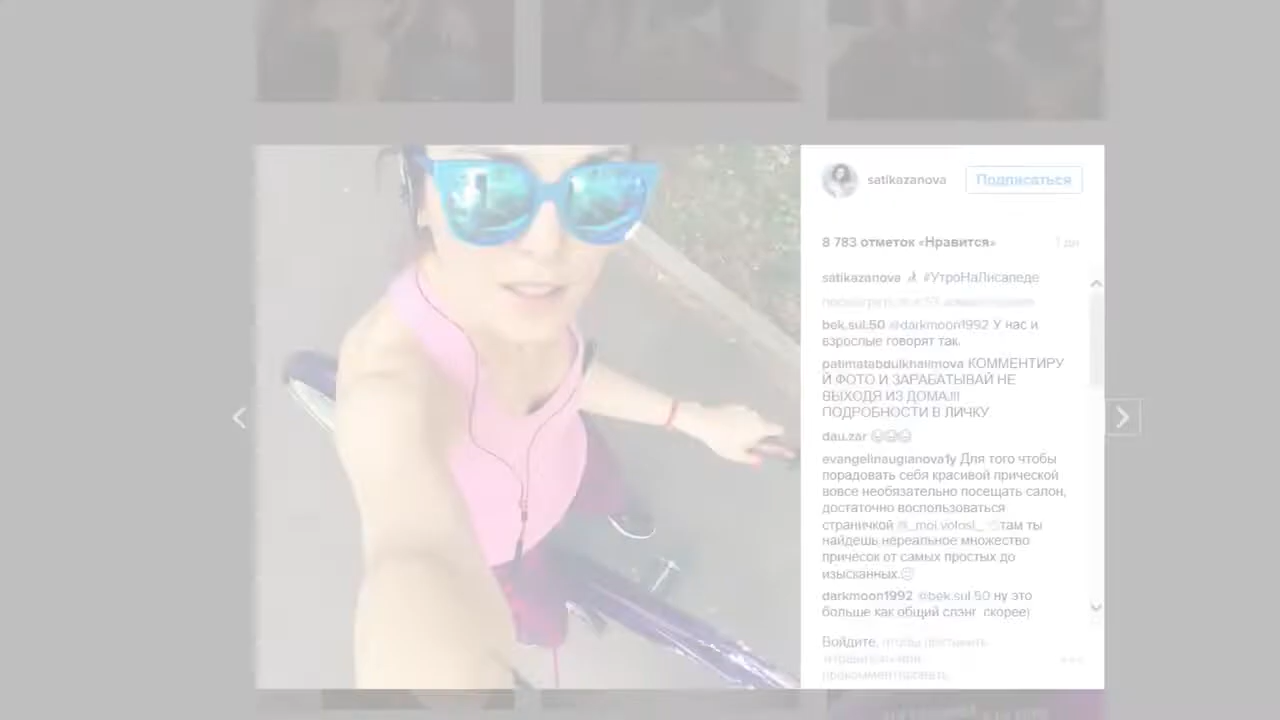 satikazanova Подписаться
8 783 отметок «Нравится» 1 дн
satikazanova #УтроНаЛисапеде
bek.sul.50 @darkmoon1992 У нас и
взрослые говорят так.
patimatabdulkhalimova КОММЕНТИРУ
Й ФОТО И ЗАРАБАТЫВАЙ НЕ
ВЫХОДЯ ИЗ ДОМА!!!
ПОДРОБНОСТИ В ЛИЧКУ
dau.zar
evangelinaugianova1y Для того чтобы
порадовать себя красивой прической
вовсе необязательно посещать салон,
достаточно воспользоваться
страничкой @_moi.volosi_ там ты
найдешь нереальное множество
причесок от самых простых до
изысканных.
darkmoon1992 @bek.sul.50 ну это
больше как общий слэнг скорее)
Войдите, чтобы поставить
прокомментировать